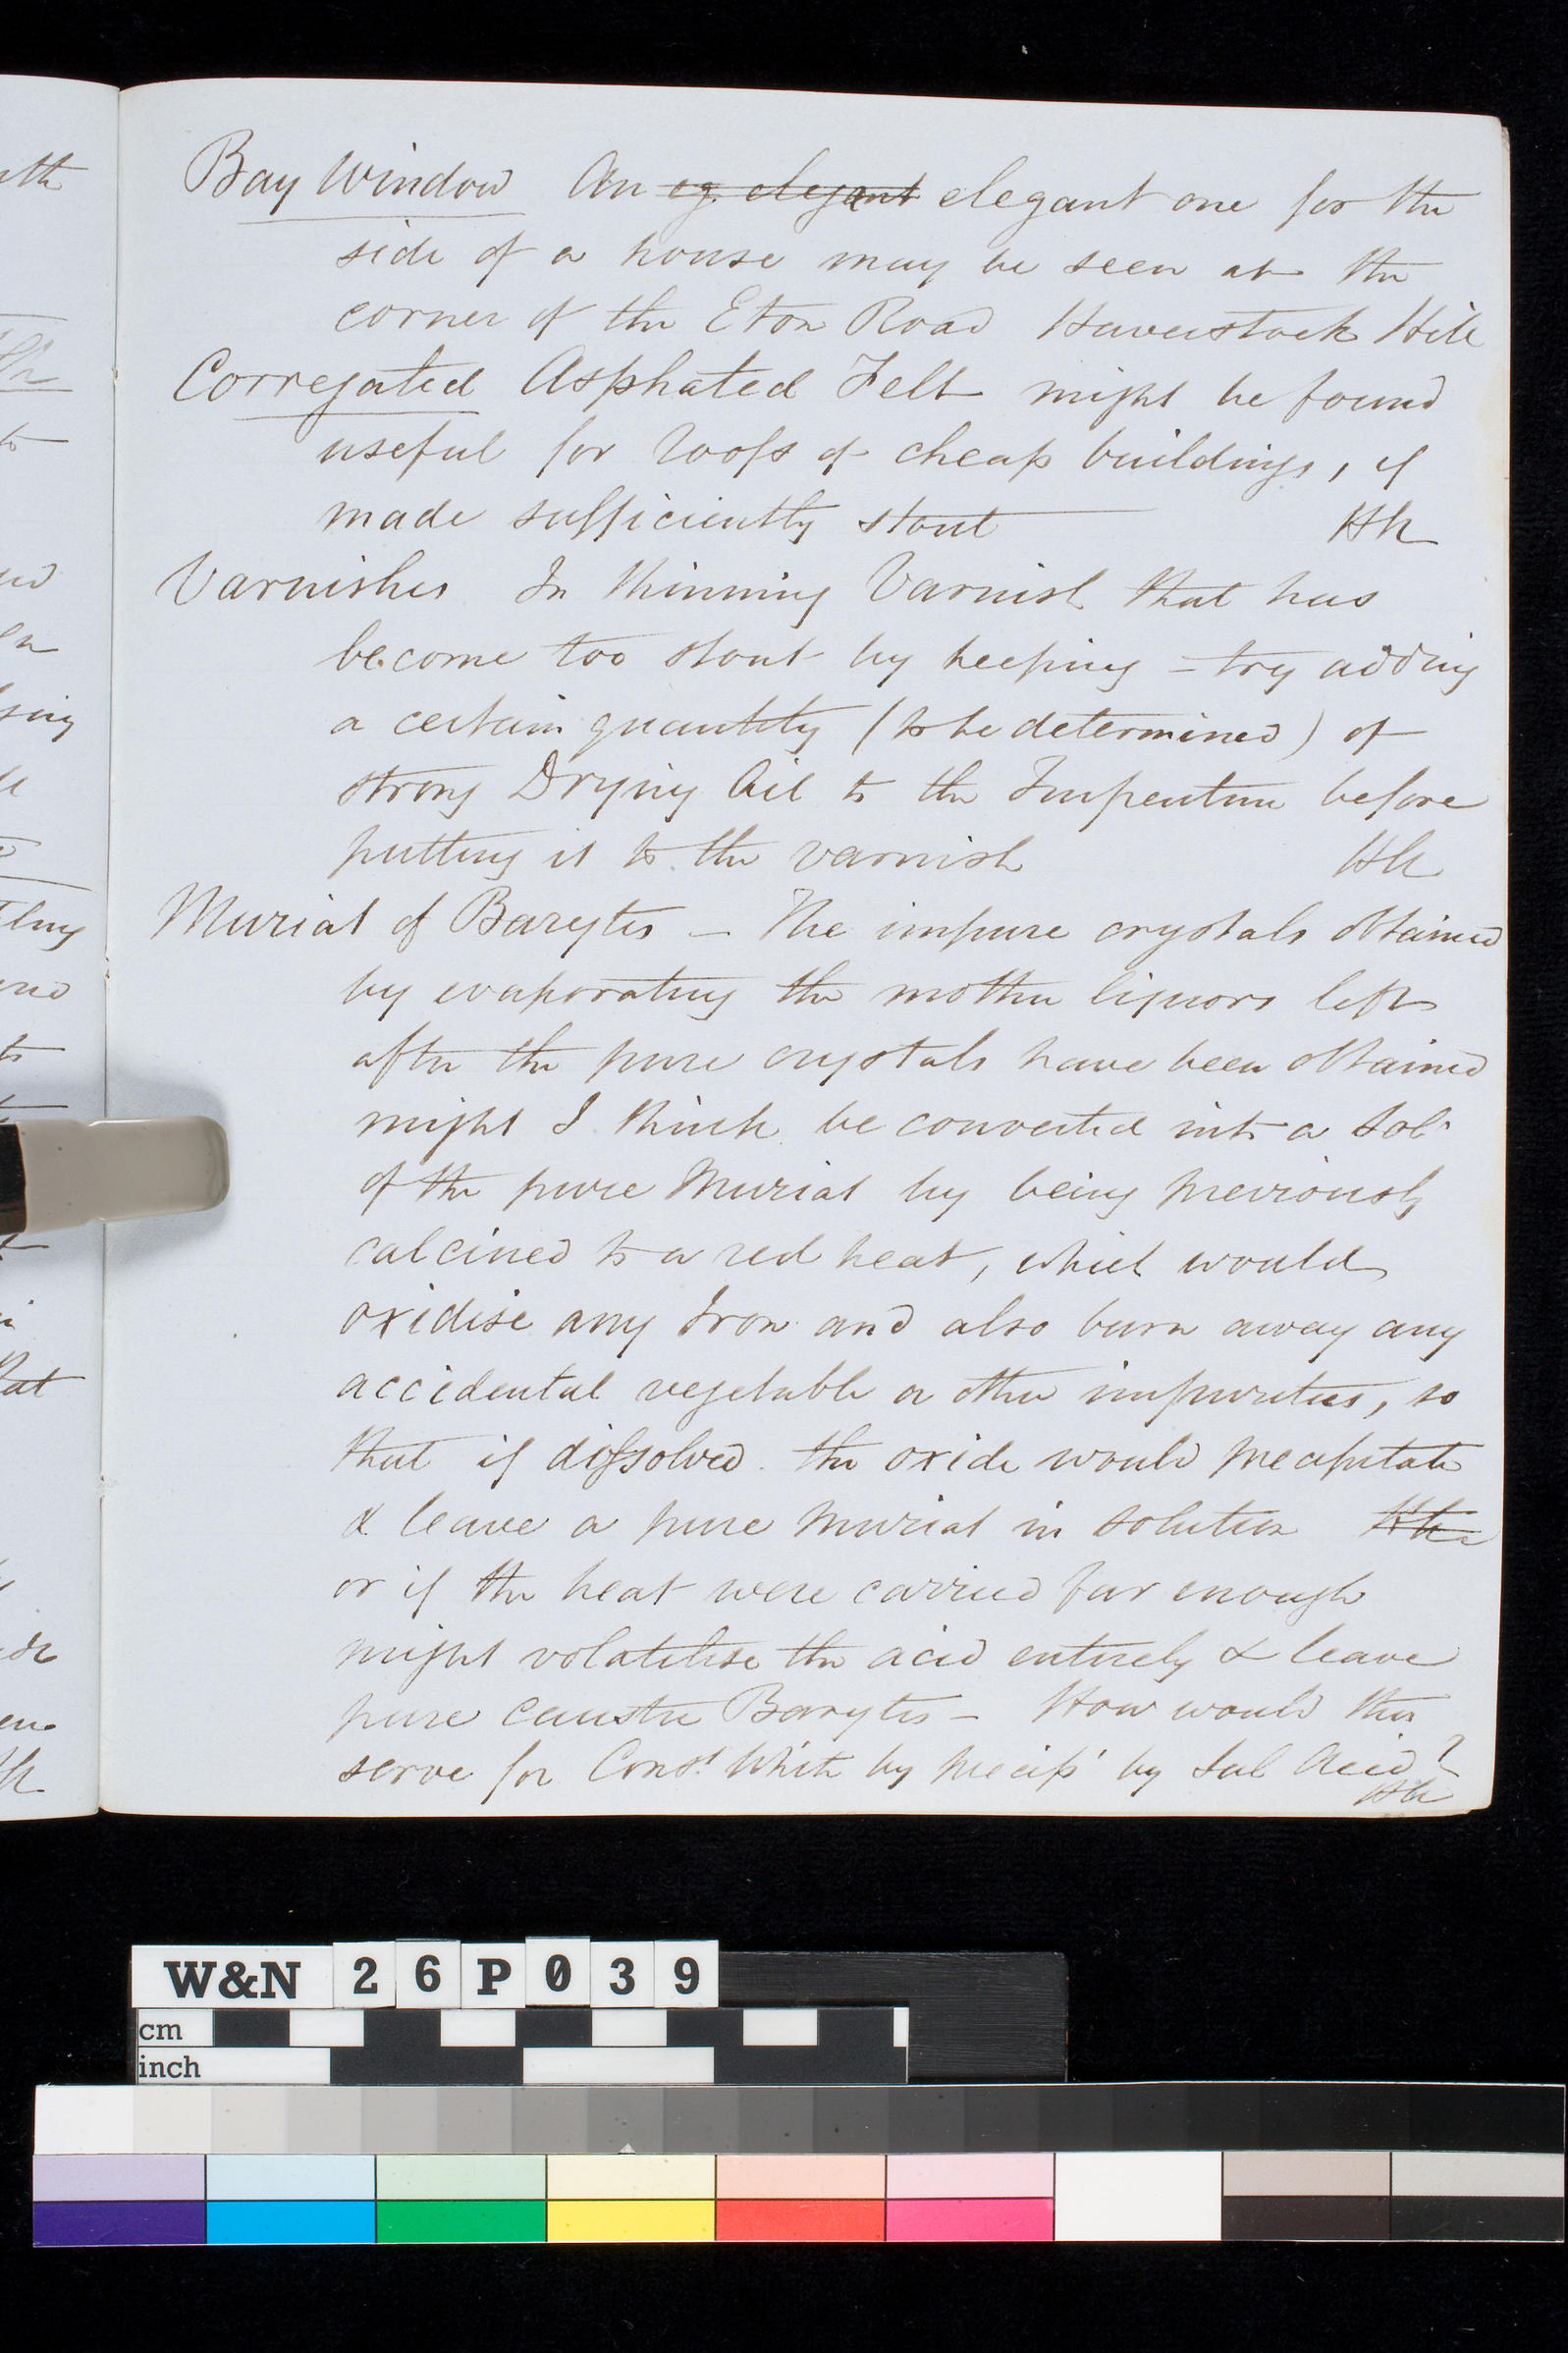 Bay Window An eg. elegant elegant one for the
side of a house may be seen at the
corner of the Eton Road Haverstock Hill
Corregated Asphated Felt might be found
useful for roofs of cheap buildings, if
made sufficiently stout HC
Varnishes In thinning Varnish that has
become too stout by keeping - try adding
a certain quantity (to be determined) of
strong Drying Oil to the Turpentine before
putting it to the varnish HC
Muriat of Barytes - The impure crystals obtained
by evaporating the mother liquors left
after the pure crystals have been obtained
might I think be converted into a Sol.
of the pure Muriat by being previously
calcined to a red heat, which would
oxidise any Iron and also burn away any
accidental vegetable or other impurities, so
that if dissolved. the oxide would precipitate
& leave a pure Muriat in solution
or if the heat were carried far enough
might volatilise the acid entirely & leave
pure caustic Barytes - How would this
serve for Const. White by precip. by Sul Acid?
W&N 26P039
cm
inch